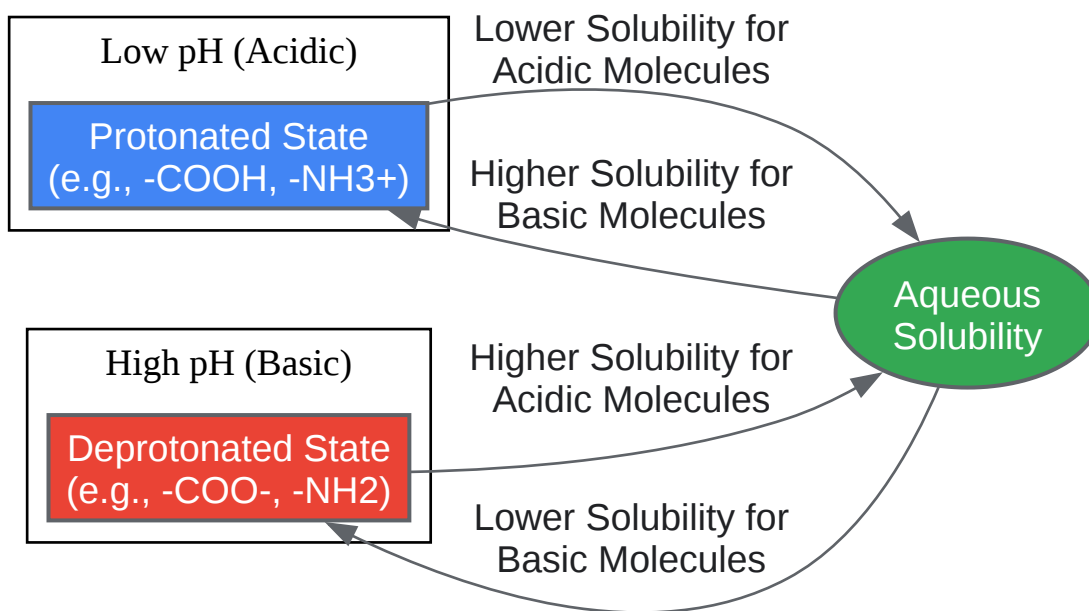 Low pH (Acidic)
Protonated State
(e.g., -COOH, -NH3+)
Lower Solubility for
Acidic Molecules
Higher Solubility for
Basic Molecules
Aqueous
Solubility
High pH (Basic)
Deprotonated State
(e.g., -COO-, -NH2)
Higher Solubility for
Acidic Molecules
Lower Solubility for
Basic Molecules